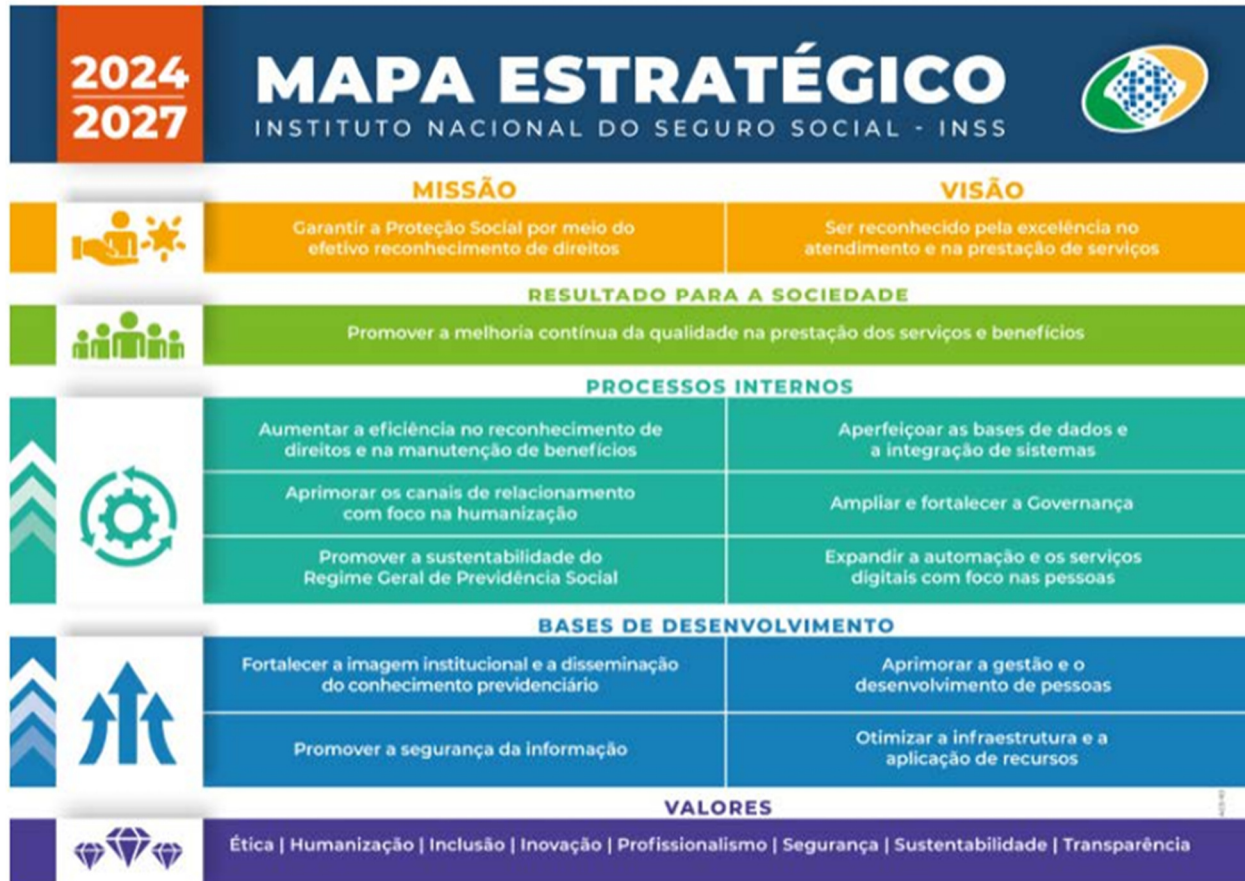 2024
2027
MAPA ESTRATÉGICO
INSTITUTO NACIONAL DO SEGURO SOCIAL - INSS
MISSÃO
Garantir a Proteção Social por meio do
efetivo reconhecimento de direitos
VISÃO
Ser reconhecido pela excelência no
atendimento e na prestação de serviços
RESULTADO PARA A SOCIEDADE
Promover a melhoria contínua da qualidade na prestação dos serviços e benefícios
PROCESSOS INTERNOS
Aumentar a eficiência no reconhecimento de
direitos e na manutenção de benefícios
Aperfeiçoar as bases de dados e
a integração de sistemas
Aprimorar os canais de relacionamento
com foco na humanização
Ampliar e fortalecer a Governança
Promover a sustentabilidade do
Regime Geral de Previdência Social
Expandir a automação e os serviços
digitais com foco nas pessoas
BASES DE DESENVOLVIMENTO
Fortalecer a imagem institucional e a disseminação
do conhecimento previdenciário
Aprimorar a gestão e o
desenvolvimento de pessoas
Promover a segurança da informação
Otimizar a infraestrutura e a
aplicação de recursos
VALORES
Ética | Humanização | Inclusão | Inovação | Profissionalismo | Segurança | Sustentabilidade | Transparência